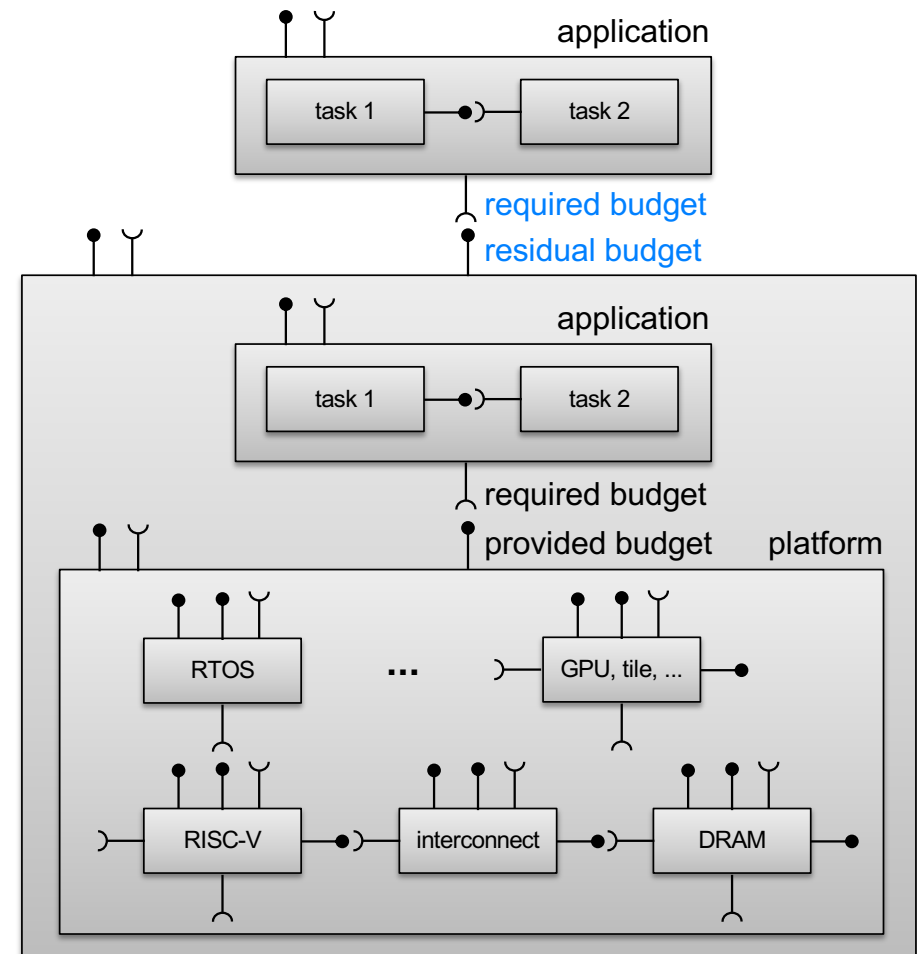 application
task 1
task 2
required budget
residual budget
application
task 1
task 2
required budget
provided budget
platform
RTOS
...
GPU, tile, ...
RISC-V
interconnect
DRAM